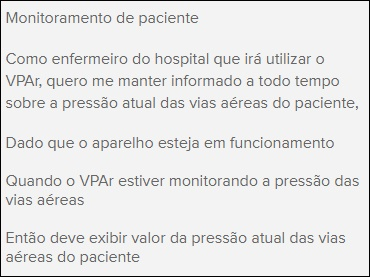 Monitoramento de paciente
Como enfermeiro do hospital que irá utilizar o
VPAr, quero me manter informado a todo tempo
sobre a pressão atual das vias aéreas do paciente,
Dado que o aparelho esteja em funcionamento
Quando o VPAr estiver monitorando a pressão das
vias aéreas
Então deve exibir valor da pressão atual das vias
aéreas do paciente